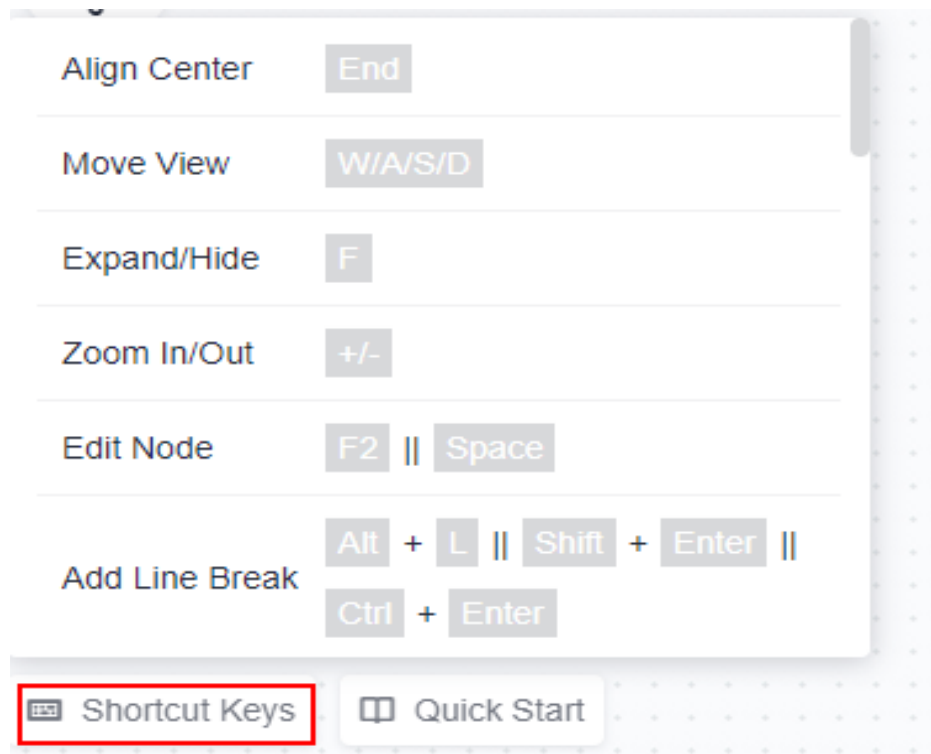 Align Center End
Move View W/A/S/D
Expand/Hide F
Zoom In/Out +/-
Edit Node F2 || Space
Add Line Break Alt + L || Shift + Enter ||
Ctrl + Enter
Shortcut Keys Quick Start